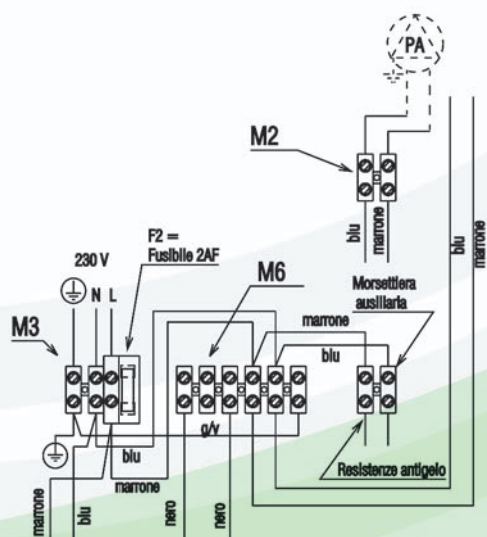 PA
M2
blu
marrone
blu
marrone
F2 =
Fusibile 2AF
230 V
N L
M6
M3
Morsettiera
ausiliaria
marrone
blu
g/v
blu
marrone
Resistenze antigelo
marrone
blu
nero
nero